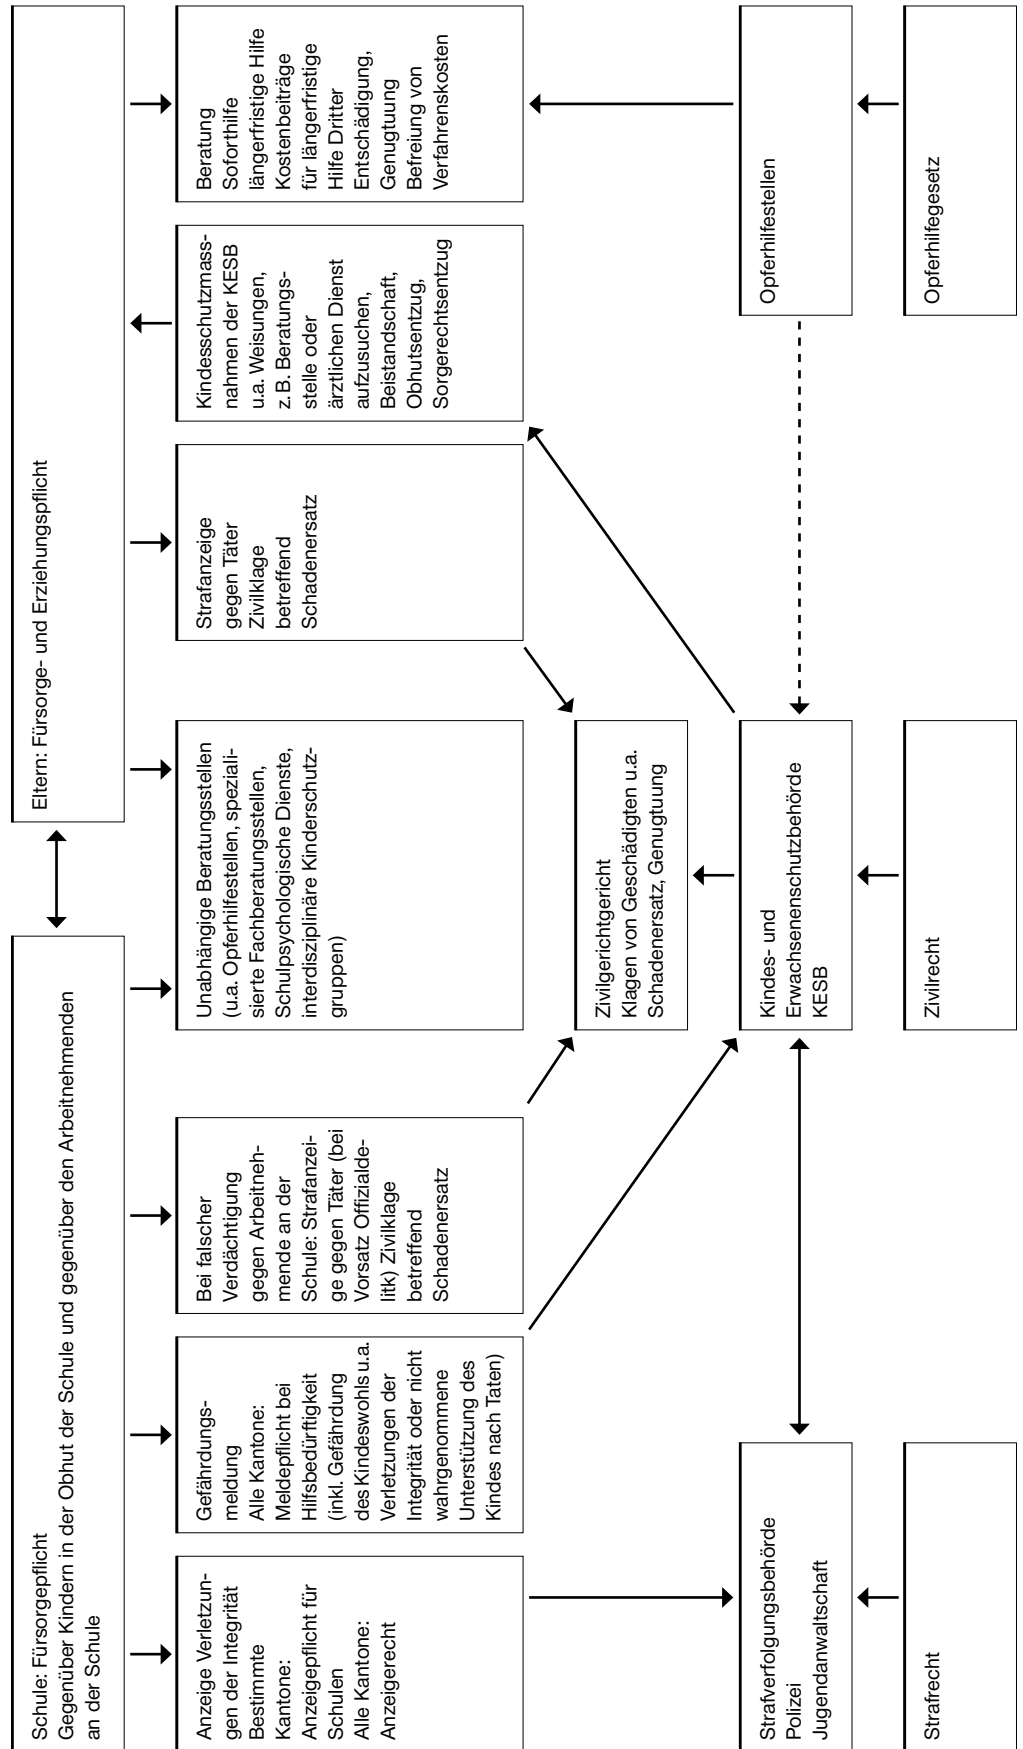 Schule: Fürsorgepflicht
Gegenüber Kindern in der Obhut der Schule und gegenüber den Arbeitnehmenden
an der Schule
Eltern: Fürsorge- und Erziehungspflicht
Anzeige Verletzun-
gen der Integrität
Bestimmte
Kantone:
Anzeigepflicht für
Schulen
Alle Kantone:
Anzeigerecht
Gefährdungs-
meldung
Alle Kantone:
Meldepflicht bei
Hilfsbedürftigkeit
(inkl. Gefährdung
des Kindeswohls u.a.
Verletzungen der
Integrität oder nicht
wahrgenommene
Unterstützung des
Kindes nach Taten)
Bei falscher
Verdächtigung
gegen Arbeitneh-
mende an der
Schule: Strafanzei-
ge gegen Täter (bei
Vorsatz Offizialde-
litk) Zivilklage
betreffend
Schadenersatz
Unabhängige Beratungsstellen
(u.a. Opferhilfestellen, speziali-
sierte Fachberatungsstellen,
Schulpsychologische Dienste,
interdisziplinäre Kinderschutz-
gruppen)
Strafanzeige
gegen Täter
Zivilklage
betreffend
Schadenersatz
Kindesschutzmass-
nahmen der KESB
u.a. Weisungen,
z.B. Beratungs-
stelle oder
ärztlichen Dienst
aufzusuchen,
Beistandschaft,
Obhutsentzug,
Sorgerechtsentzug
Beratung
Soforthilfe
längerfristige Hilfe
Kostenbeiträge
für längerfristige
Hilfe Dritter
Entschädigung,
Genugtuung
Befreiung von
Verfahrenskosten
Zivilgerichtgericht
Klagen von Geschädigten u.a.
Schadenersatz, Genugtuung
Strafverfolgungsbehörde
Polizei
Jugendanwaltschaft
Kindes- und
Erwachsenenschutzbehörde
KESB
Opferhilfestellen
Strafrecht
Zivilrecht
Opferhilfegesetz